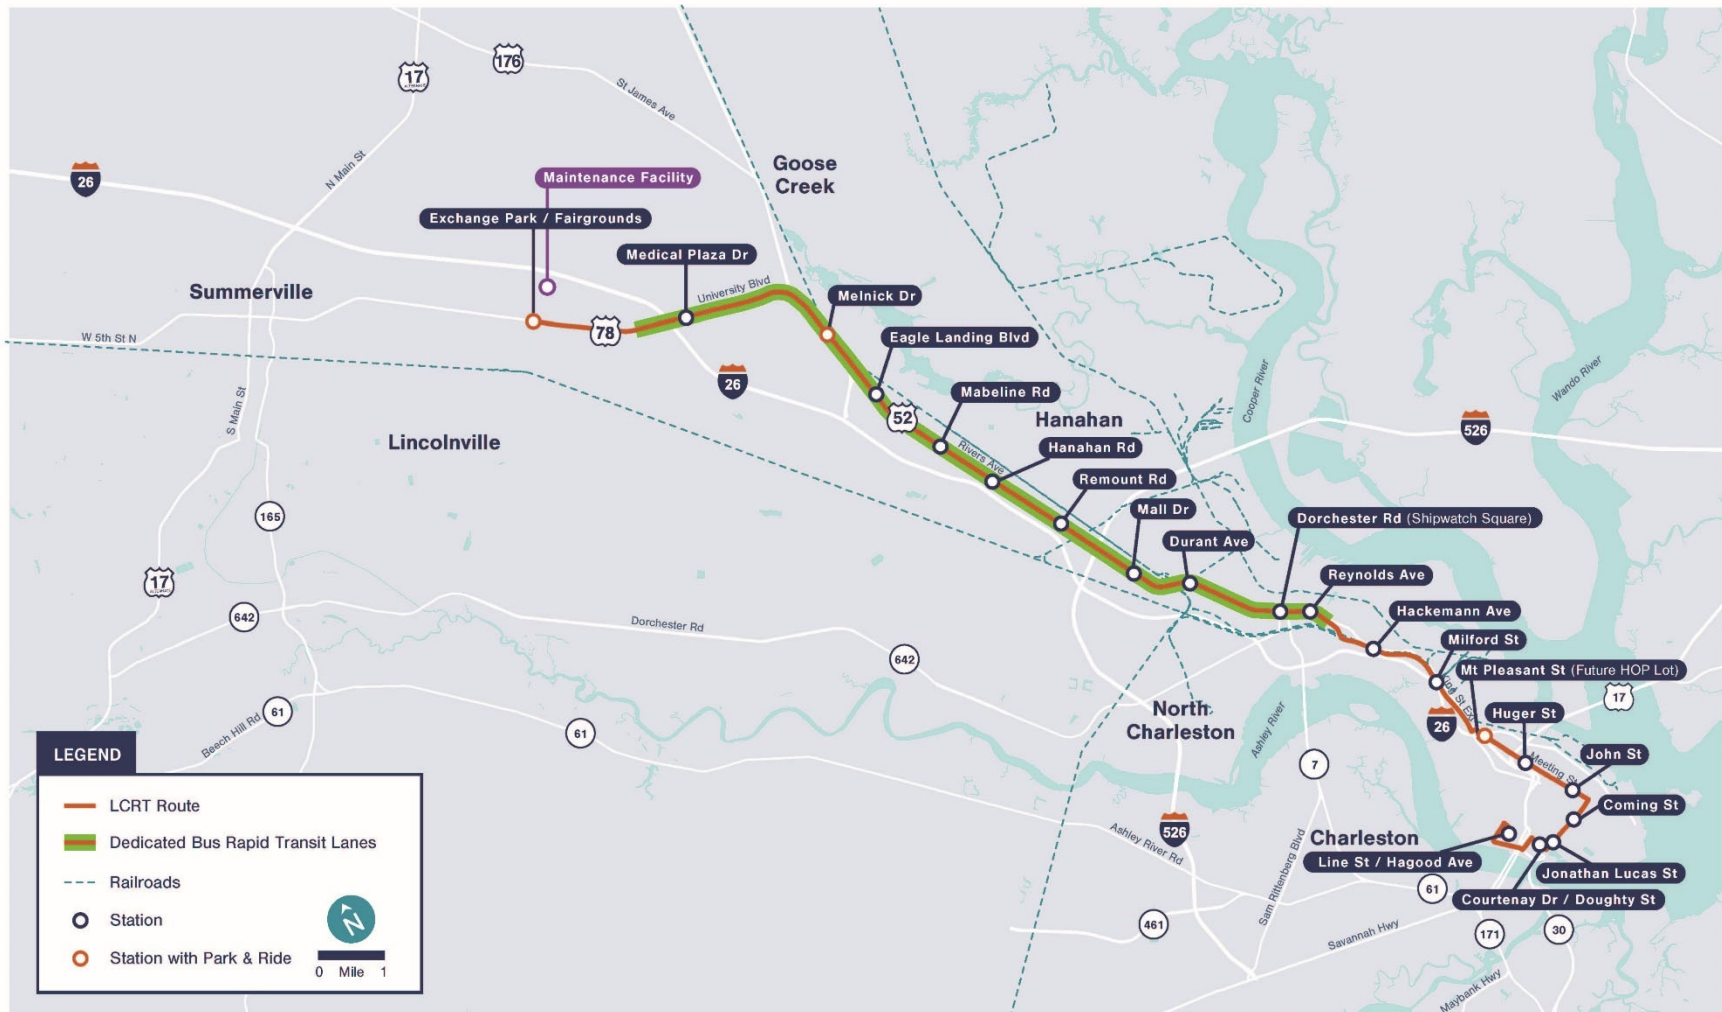 176
17
ALTERNATE
St James Ave
26
N Main St
Goose
Creek
Maintenance Facility
Exchange Park / Fairgrounds
Medical Plaza Dr
University Blvd
Summerville
Melnick Dr
78
W 5th St N
Eagle Landing Blvd
26
Cooper River
Wando River
Mabeline Rd
S Main St
52
Hanahan
526
Lincolnville
Rivers Ave
Hanahan Rd
Remount Rd
Mall Dr
165
Dorchester Rd (Shipwatch Square)
Durant Ave
Reynolds Ave
17
642
Dorchester Rd
Hackemann Ave
Milford St
642
Mt Pleasant St (Future HOP Lot)
King St Ext
17
61
Beech Hill Rd
61
North
Charleston
Ashley River
26
Huger St
Meeting St
John St
7
Coming St
LEGEND
LCRT Route
Dedicated Bus Rapid Transit Lanes
Railroads
Station
Station with Park & Ride
N
0 Mile 1
526
Ashley River Rd
Sam Rittenberg Blvd
Charleston
Line St / Hagood Ave
Jonathan Lucas St
61
Courtenay Dr / Doughty St
461
Savannah Hwy
171
30
Maybank Hwy